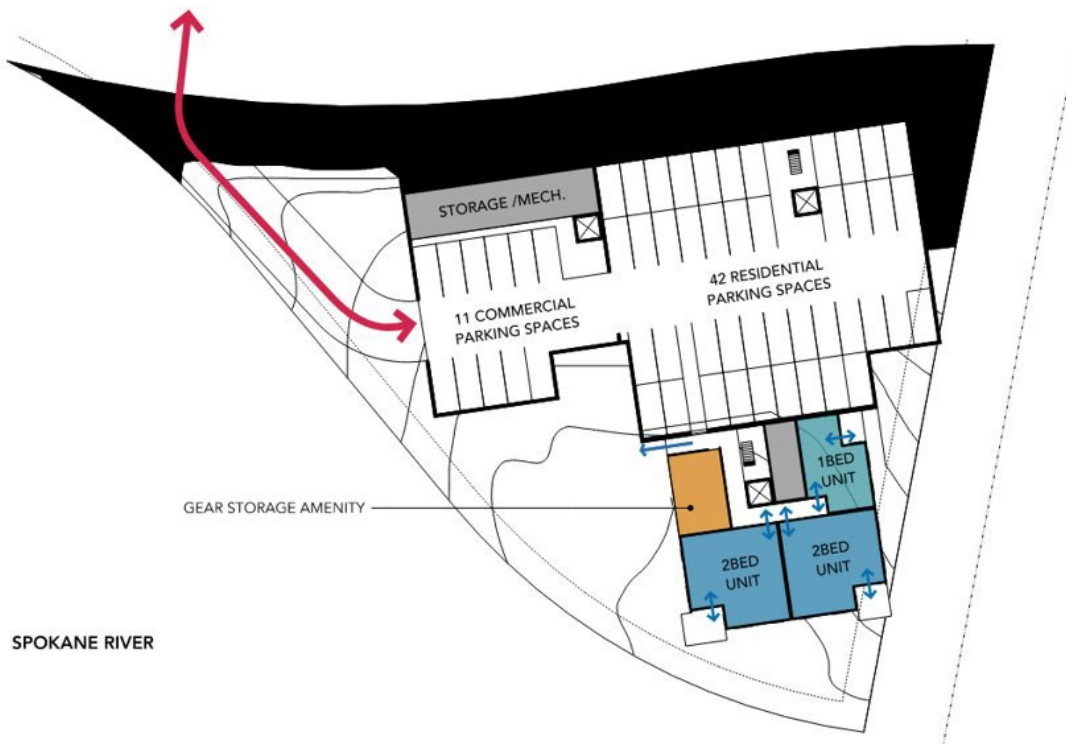 STORAGE /MECH.
42 RESIDENTIAL
PARKING SPACES
11 COMMERCIAL
PARKING SPACES
1BED
UNIT
GEAR STORAGE AMENITY
2BED
UNIT
2BED
UNIT
SPOKANE RIVER